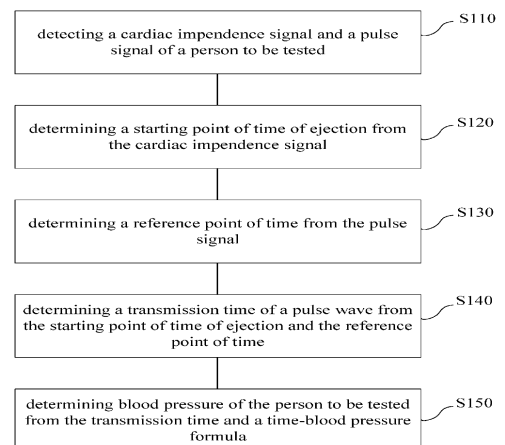 detecting a cardiac impendence signal and a pulse
signal of a person to be tested
S110
determining a starting point of time of ejection from
the cardiac impendence signal
S120
determining a reference point of time from the pulse
signal
S130
determining a transmission time of a pulse wave from
the starting point of time of ejection and the reference
point of time
S140
determining blood pressure of the person to be tested
from the transmission time and a time-blood pressure
formula
S150